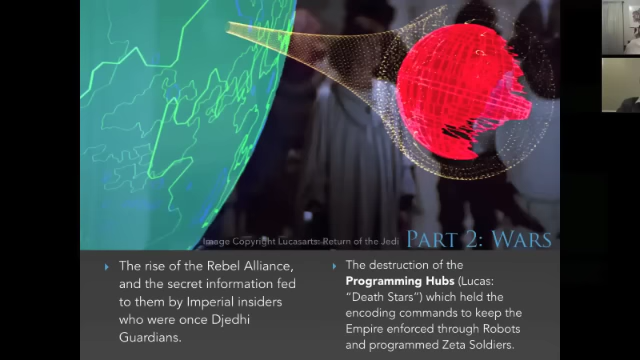 Image Copyright Lucasarts: Return of the Jedi
PART 2: WARS
The rise of the Rebel Alliance,
and the secret information fed
to them by Imperial insiders
who were once Djedhi
Guardians.
The destruction of the
Programming Hubs (Lucas:
“Death Stars”) which held the
encoding commands to keep the
Empire enforced through Robots
and programmed Zeta Soldiers.